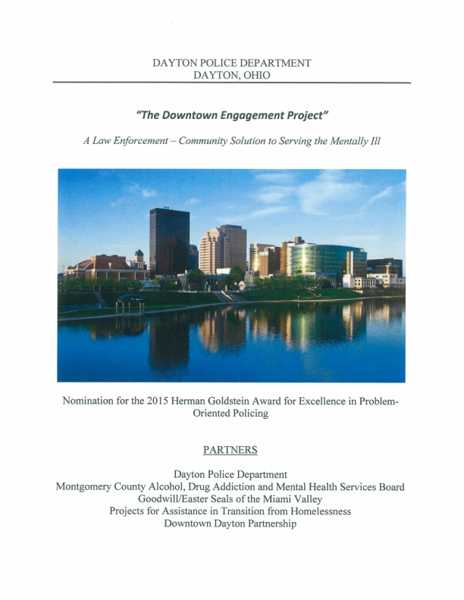 DAYTON POLICE DEPARTMENT
DAYTON, OHIO
"The Downtown Engagement Project"
A Law Enforcement – Community Solution to Serving the Mentally Ill
Nomination for the 2015 Herman Goldstein Award for Excellence in Problem-
Oriented Policing
PARTNERS
Dayton Police Department
Montgomery County Alcohol, Drug Addiction and Mental Health Services Board
Goodwill/Easter Seals of the Miami Valley
Projects for Assistance in Transition from Homelessness
Downtown Dayton Partnership